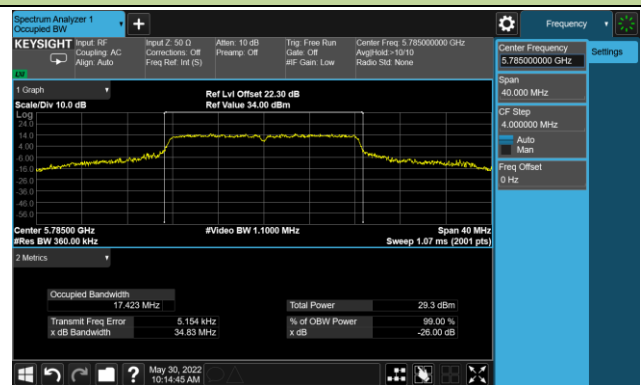 Spectrum Analyzer 1
Occupied BW
Frequency
KEYSIGHT
Input: RF
Coupling: AC
Align: Auto
Input Z: 50 Ω
Corrections: Off
Freq Ref: Int (S)
Atten: 10 dB
Preamp: Off
Trig: Free Run
Gate: Off
#IF Gain: Low
Center Freq: 5.785000000 GHz
Avg|Hold:>10/10
Radio Std: None
Center Frequency
5.785000000 GHz
Settings
Span
40.000 MHz
CF Step
4.000000 MHz
Auto
Man
Freq Offset
0 Hz
1 Graph
Scale/Div 10.0 dB
Ref Lvl Offset 22.30 dB
Ref Value 34.00 dBm
Log
24.0
14.0
4.00
-6.00
-16.0
-26.0
-36.0
-46.0
-56.0
Center 5.78500 GHz
#Res BW 360.00 kHz
#Video BW 1.1000 MHz
Span 40 MHz
Sweep 1.07 ms (2001 pts)
2 Metrics
Occupied Bandwidth
17.423 MHz
Total Power 29.3 dBm
Transmit Freq Error 5.154 kHz
% of OBW Power 99.00 %
x dB Bandwidth 34.83 MHz
x dB -26.00 dB
May 30, 2022
10:14:45 AM